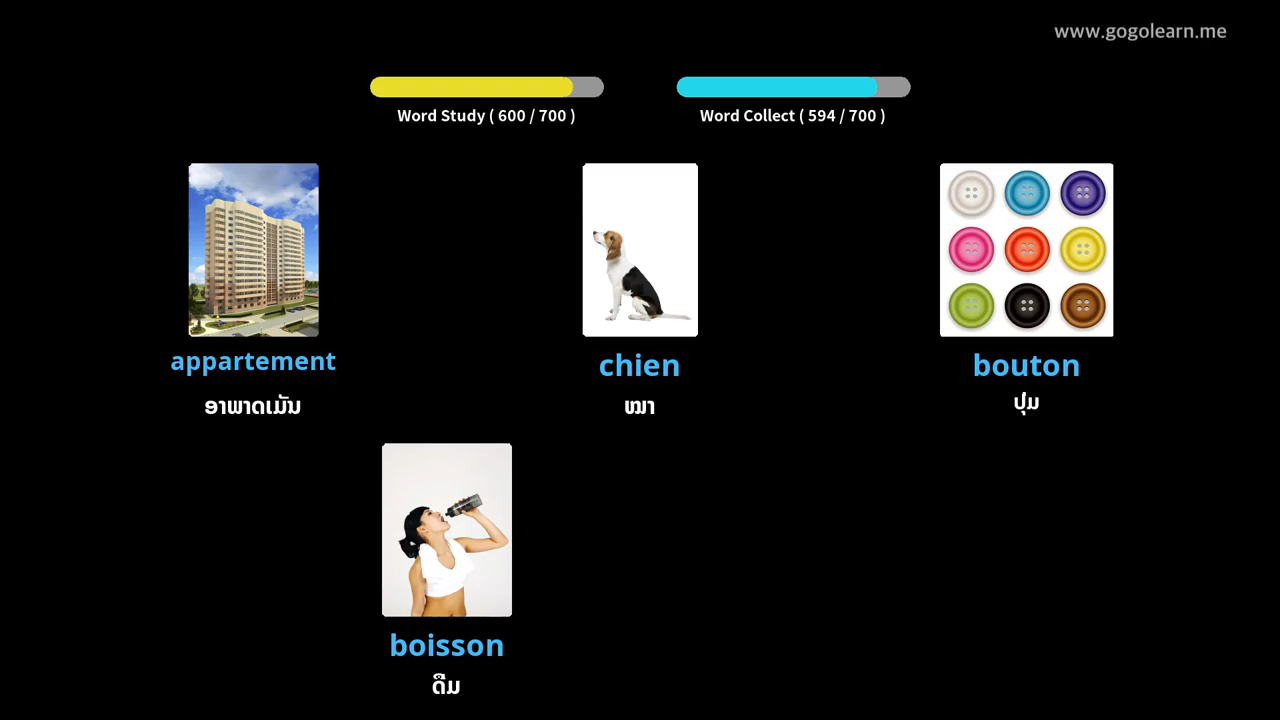 www.gogolearn.me
Word Study ( 600 / 700 )
Word Collect ( 594 / 700 )
appartement
chien
bouton
ອາພາດເມັນ
ໝາ
ປຸ່ມ
boisson
ດື່ມ